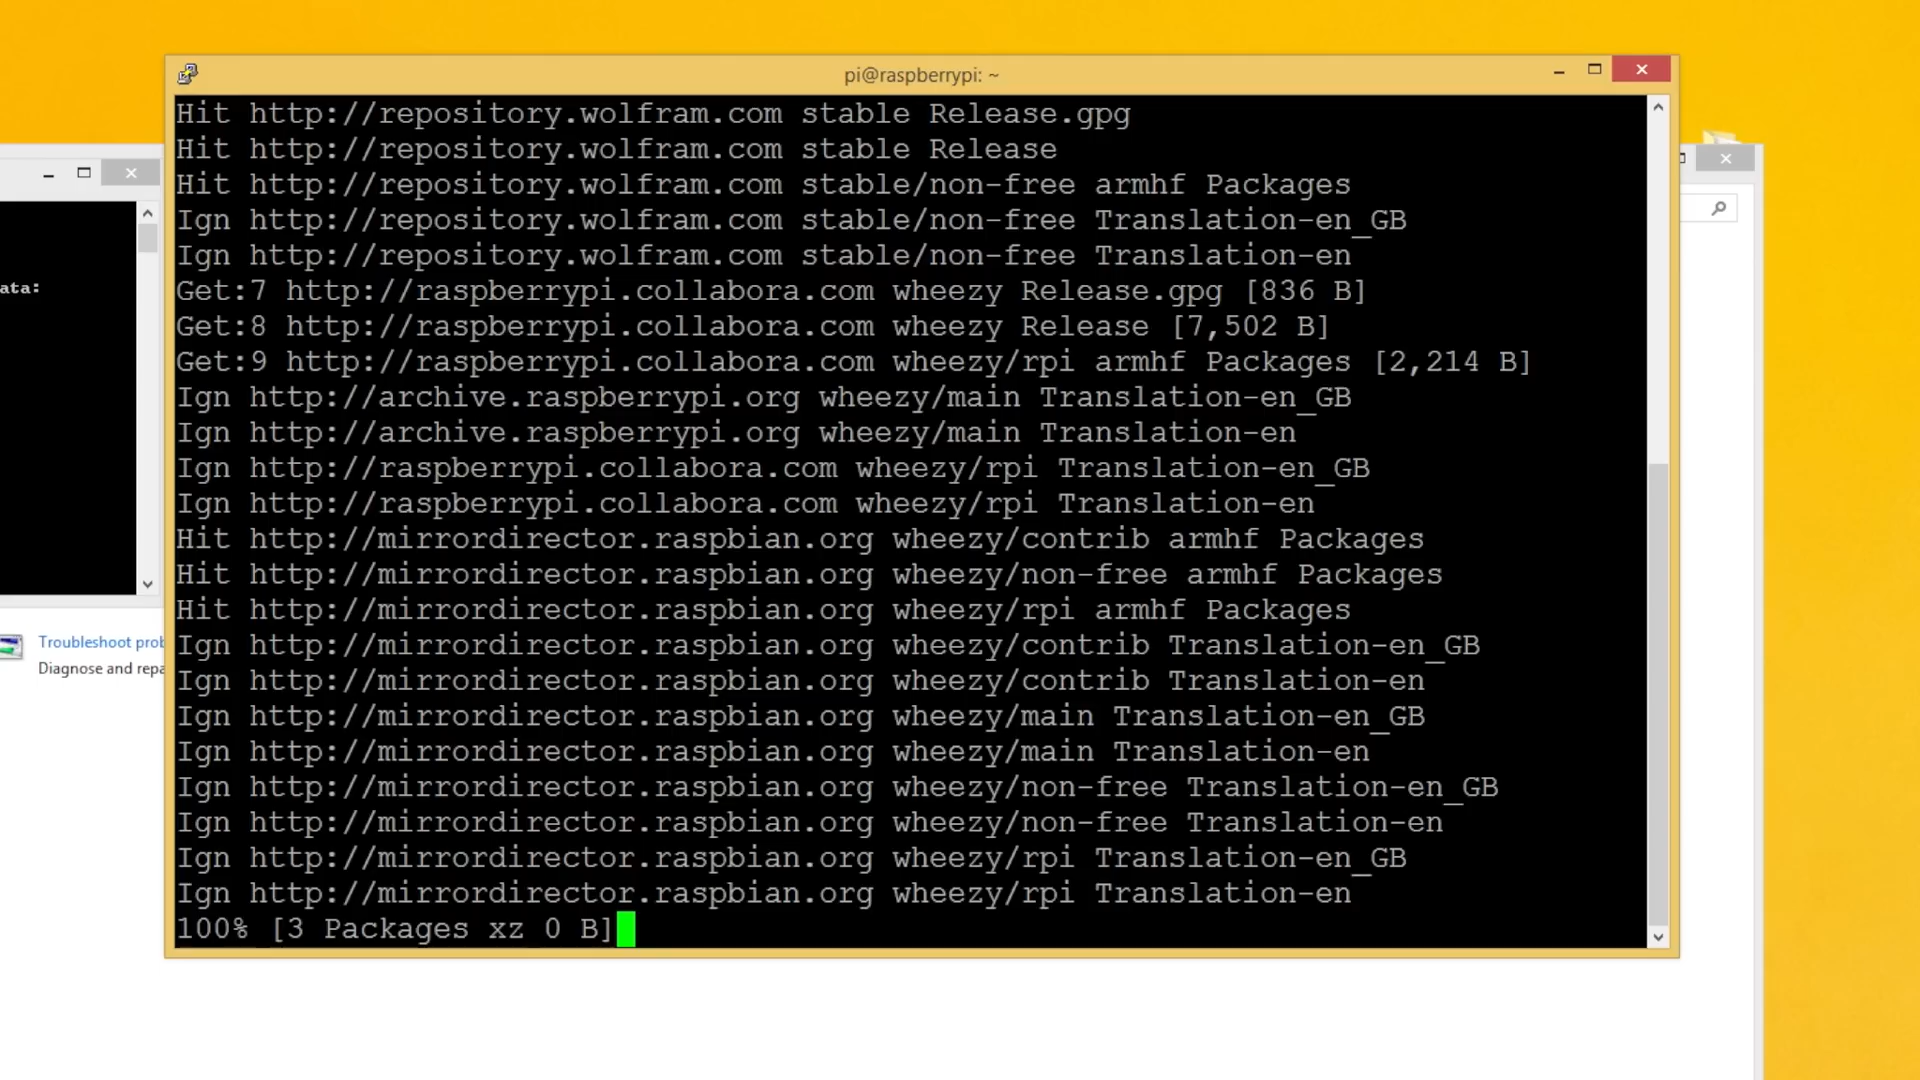 pi@raspberrypi: ~
Hit http://repository.wolfram.com stable Release.gpg
Hit http://repository.wolfram.com stable Release
Hit http://repository.wolfram.com stable/non-free armhf Packages
Ign http://repository.wolfram.com stable/non-free Translation-en_GB
Ign http://repository.wolfram.com stable/non-free Translation-en
Get:7 http://raspberrypi.collabora.com wheezy Release.gpg [836 B]
Get:8 http://raspberrypi.collabora.com wheezy Release [7,502 B]
Get:9 http://raspberrypi.collabora.com wheezy/rpi armhf Packages [2,214 B]
Ign http://archive.raspberrypi.org wheezy/main Translation-en_GB
Ign http://archive.raspberrypi.org wheezy/main Translation-en
Ign http://raspberrypi.collabora.com wheezy/rpi Translation-en_GB
Ign http://raspberrypi.collabora.com wheezy/rpi Translation-en
Hit http://mirrordirector.raspbian.org wheezy/contrib armhf Packages
Hit http://mirrordirector.raspbian.org wheezy/non-free armhf Packages
Hit http://mirrordirector.raspbian.org wheezy/rpi armhf Packages
Ign http://mirrordirector.raspbian.org wheezy/contrib Translation-en_GB
Ign http://mirrordirector.raspbian.org wheezy/contrib Translation-en
Ign http://mirrordirector.raspbian.org wheezy/main Translation-en_GB
Ign http://mirrordirector.raspbian.org wheezy/main Translation-en
Ign http://mirrordirector.raspbian.org wheezy/non-free Translation-en_GB
Ign http://mirrordirector.raspbian.org wheezy/non-free Translation-en
Ign http://mirrordirector.raspbian.org wheezy/rpi Translation-en_GB
Ign http://mirrordirector.raspbian.org wheezy/rpi Translation-en
100% [3 Packages xz 0 B]
ata:
Troubleshoot prob
Diagnose and repa